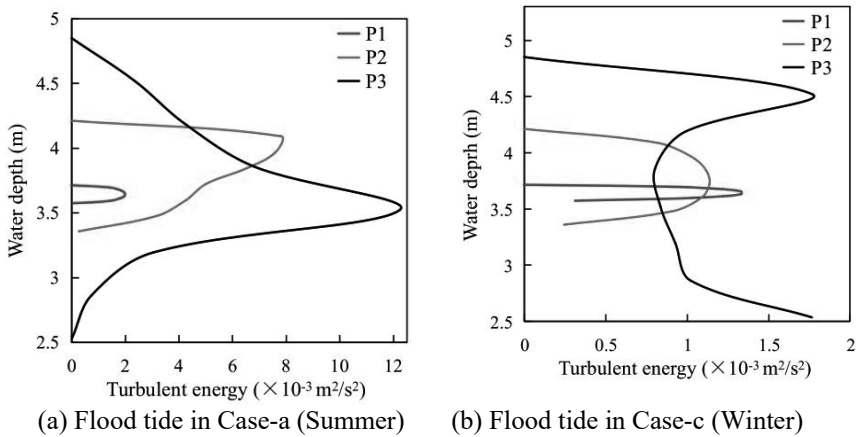 5
4.5
4
3.5
3
2.5
Water deprh (m)
0 2 4 6 8 10 12
Turbulent energy (×10-3 m2/s2)
P1
P2
P3
(a) Flood tide in Case-a (Summer)
5
4.5
4
3.5
3
2.5
Water deprh (m)
0 0.5 1 1.5 2
Turbulent energy (×10-3 m2/s2)
P1
P2
P3
(b) Flood tide in Case-c (Winter)